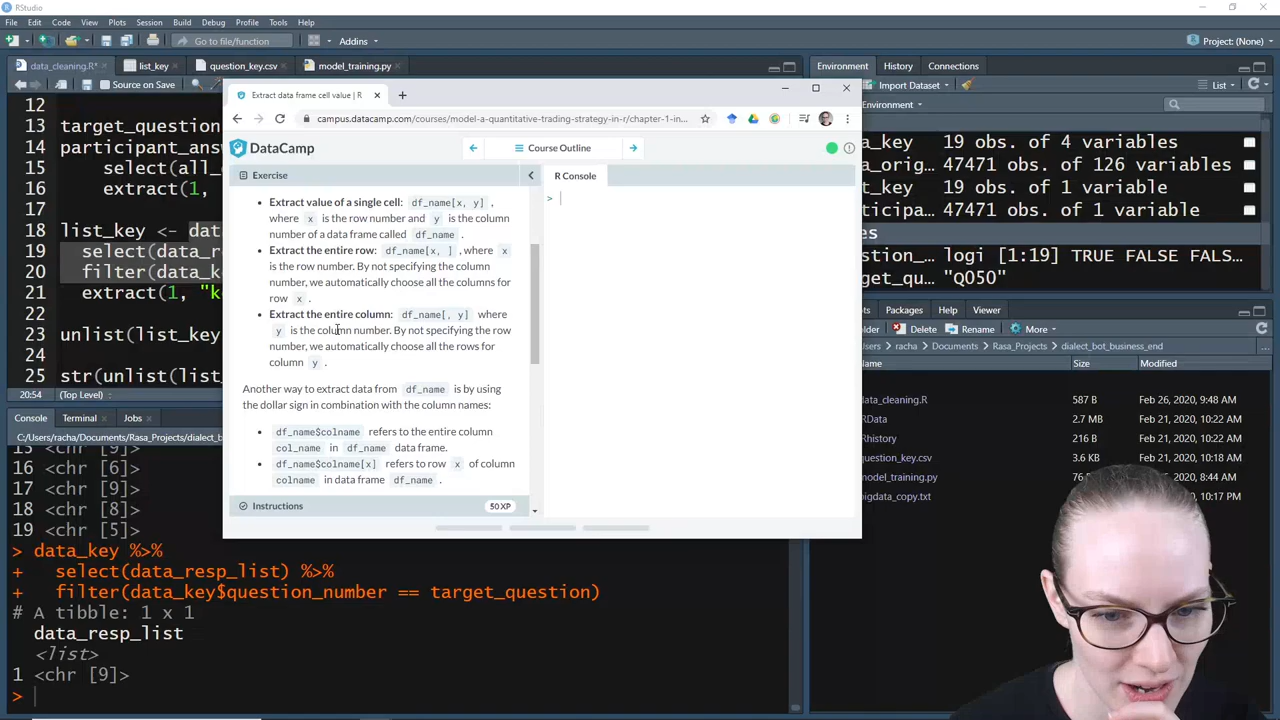 RStudio
File Edit Code View Plots Session Build Debug Profile Tools Help
Go to file/function
Addins
Project: (None)
data_cleaning.R*
list_key
question_key.csv
model_training.py
Source on Save
12
13 target_question
14 participant_ans
15 select(all_
16 extract(1,
17
18 list_key <- data
19 select(data_r
20 filter(data_k
21 extract(1, "k
22
23 unlist(list_key
24
25 str(unlist(list_
20:54 (Top Level)
Console Terminal Jobs
C:/Users/racha/Documents/Rasa_Projects/dialect_b
15 <chr [9]>
16 <chr [6]>
17 <chr [9]>
18 <chr [8]>
19 <chr [5]>
> data_key %>%
+ select(data_resp_list) %>%
+ filter(data_key$question_number == target_question)
# A tibble: 1 x 1
data_resp_list
<list>
1 <chr [9]>
>
Extract data frame cell value | R
campus.datacamp.com/courses/model-a-quantitative-trading-strategy-in-r/chapter-1-in...
DataCamp
Course Outline
Exercise
Extract value of a single cell: df_name[x, y] ,
where x is the row number and y is the column
number of a data frame called df_name .
Extract the entire row: df_name[x, ] , where x
is the row number. By not specifying the column
number, we automatically choose all the columns for
row x .
Extract the entire column: df_name[, y] where
y is the column number. By not specifying the row
number, we automatically choose all the rows for
column y .
Another way to extract data from df_name is by using
the dollar sign in combination with the column names:
df_name$colname refers to the entire column
col_name in df_name data frame.
df_name$colname[x] refers to row x of column
colname in data frame df_name .
Instructions
50 XP
R Console
>
Environment History Connections
Import Dataset
List
Environment
ta_key 19 obs. of 4 variables
ta_orig… 47471 obs. of 126 variables
t_key 19 obs. of 1 variable
ticipa… 47471 obs. of 1 variable
es
estion_… logi [1:19] TRUE FALSE FALS…
rget_qu… "Q050"
Plots Packages Help Viewer
Delete Rename More
Users racha Documents Rasa_Projects dialect_bot_business_end
Name Size Modified
data_cleaning.R 587 B Feb 26, 2020, 9:48 AM
.RData 2.7 MB Feb 21, 2020, 10:22 AM
Rhistory 216 B Feb 21, 2020, 10:22 AM
question_key.csv 3.6 KB Feb 26, 2020, 10:18 AM
model_training.py 8:44 AM
bigdata_copy.txt 10:17 PM